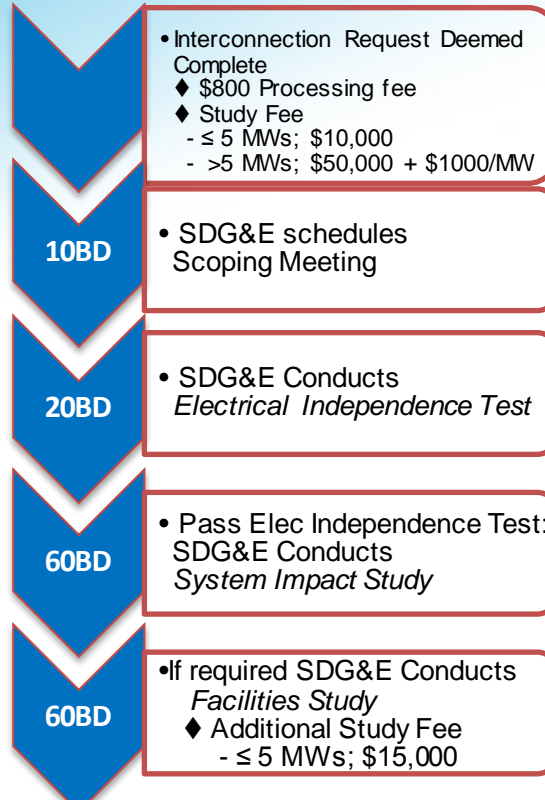 •Interconnection Request Deemed
Complete
♦ $800 Processing fee
♦ Study Fee
- ≤ 5 MWs; $10,000
- >5 MWs; $50,000 + $1000/MW
10BD
• SDG&E schedules
Scoping Meeting
20BD
• SDG&E Conducts
Electrical Independence Test
60BD
• Pass Elec Independence Test:
SDG&E Conducts
System Impact Study
60BD
•If required SDG&E Conducts
Facilities Study
♦ Additional Study Fee
- ≤ 5 MWs; $15,000